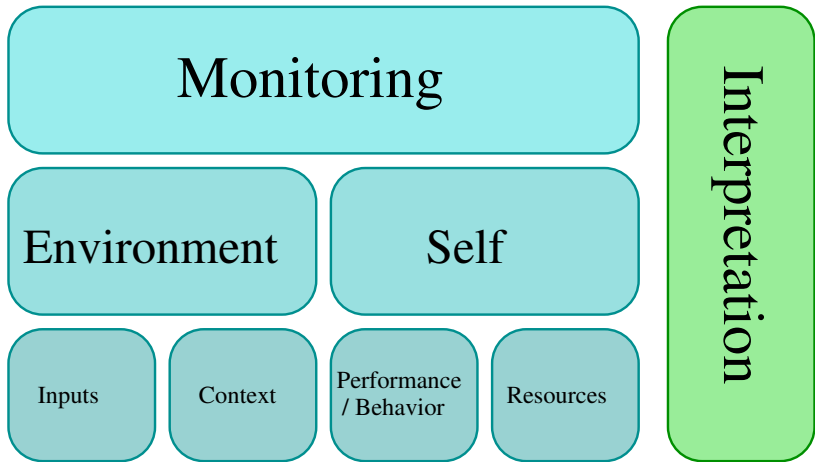 Monitoring
Environment
Self
Inputs
Context
Performance
/ Behavior
Resources
Interpretation